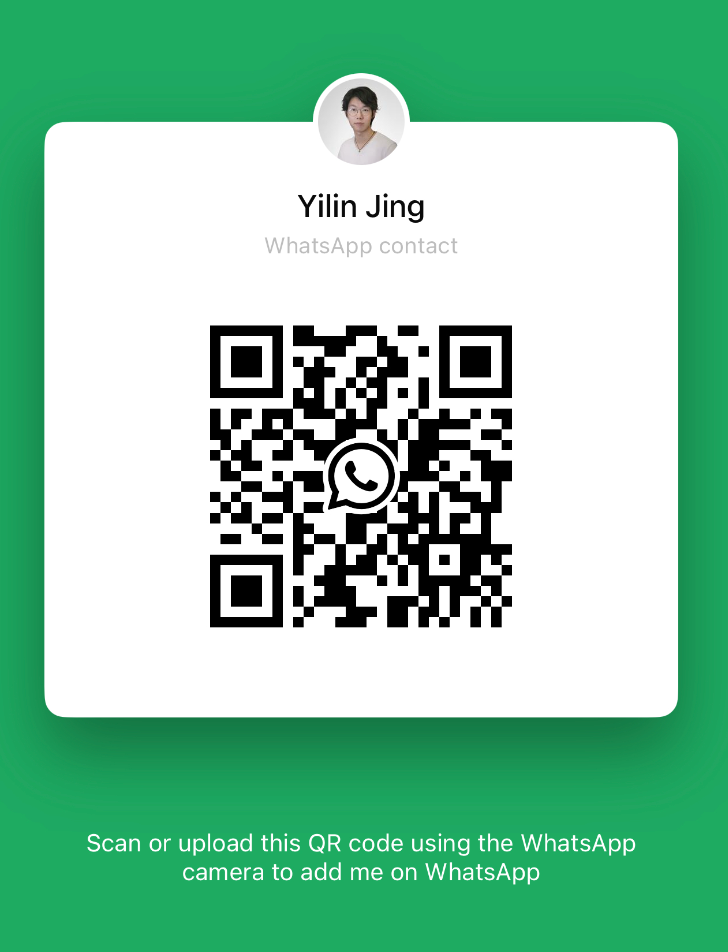 Yilin Jing
WhatsApp contact
Scan or upload this QR code using the WhatsApp
camera to add me on WhatsApp